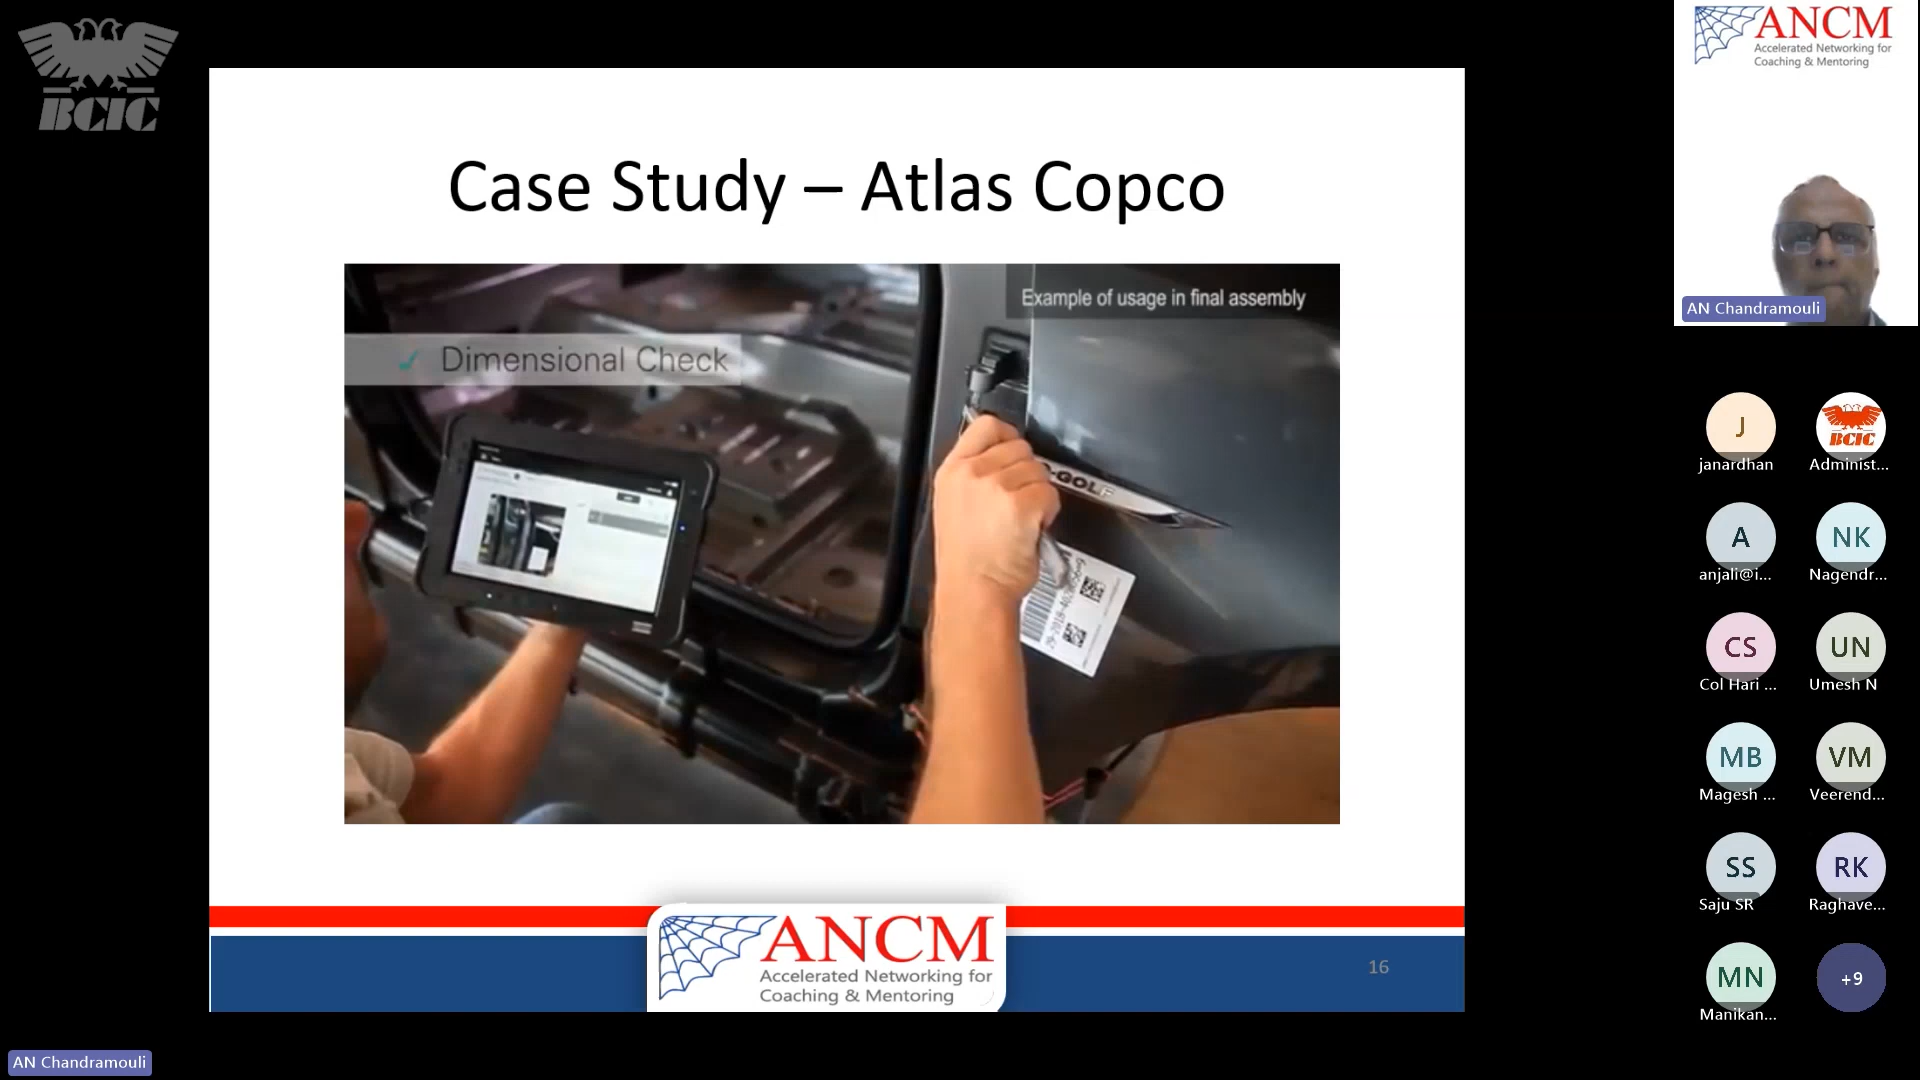 BCIC
Case Study – Atlas Copco
Example of usage in final assembly
✓ Dimensional Check
-GOLF
ANCM
Accelerated Networking for
Coaching & Mentoring
16
AN Chandramouli
ANCM
Accelerated Networking for
Coaching & Mentoring
AN Chandramouli
J
janardhan
BCIC
Administ...
A
anjali@i...
NK
Nagendr...
CS
Col Hari ...
UN
Umesh N
MB
Magesh ...
VM
Veerend...
SS
Saju SR
RK
Raghave...
MN
Manikan...
+9